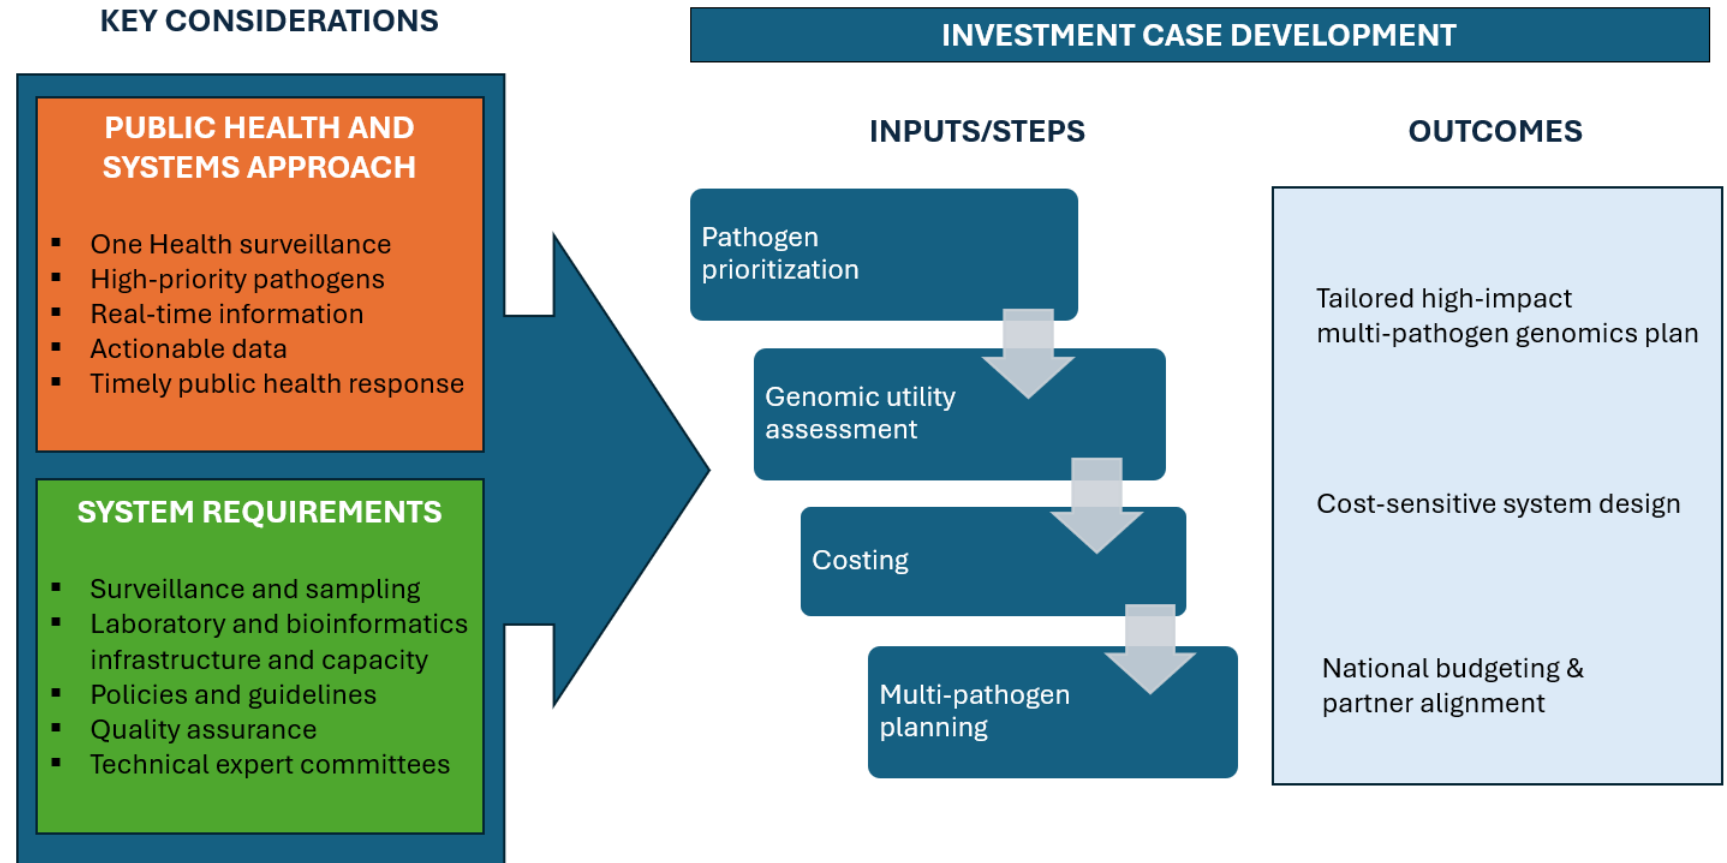 KEY CONSIDERATIONS
PUBLIC HEALTH AND
SYSTEMS APPROACH
▪ One Health surveillance
▪ High-priority pathogens
▪ Real-time information
▪ Actionable data
▪ Timely public health response
SYSTEM REQUIREMENTS
▪ Surveillance and sampling
▪ Laboratory and bioinformatics
infrastructure and capacity
▪ Policies and guidelines
▪ Quality assurance
▪ Technical expert committees
INVESTMENT CASE DEVELOPMENT
INPUTS/STEPS
Pathogen
prioritization
Genomic utility
assessment
Costing
Multi-pathogen
planning
OUTCOMES
Tailored high-impact
multi-pathogen genomics plan
Cost-sensitive system design
National budgeting &
partner alignment